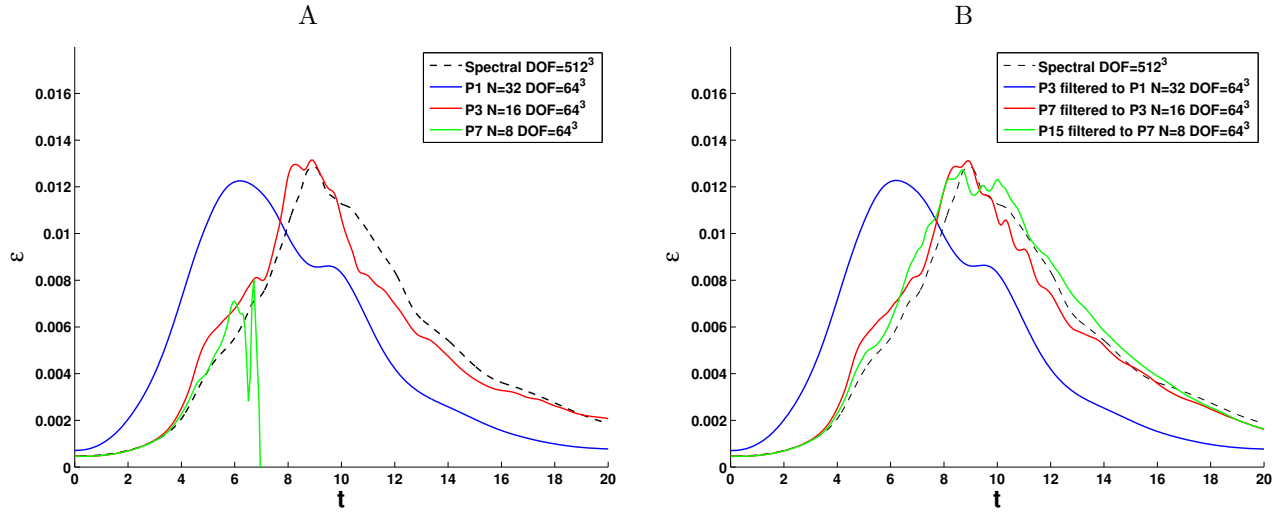 A
Spectral DOF=512³
P1 N=32 DOF=64³
P3 N=16 DOF=64³
P7 N=8 DOF=64³
0.016
0.014
0.012
0.01
0.008
0.006
0.004
0.002
0
ε
0 2 4 6 8 10 12 14 16 18 20
t
B
Spectral DOF=512³
P3 filtered to P1 N=32 DOF=64³
P7 filtered to P3 N=16 DOF=64³
P15 filtered to P7 N=8 DOF=64³
0.016
0.014
0.012
0.01
0.008
0.006
0.004
0.002
0
ε
0 2 4 6 8 10 12 14 16 18 20
t